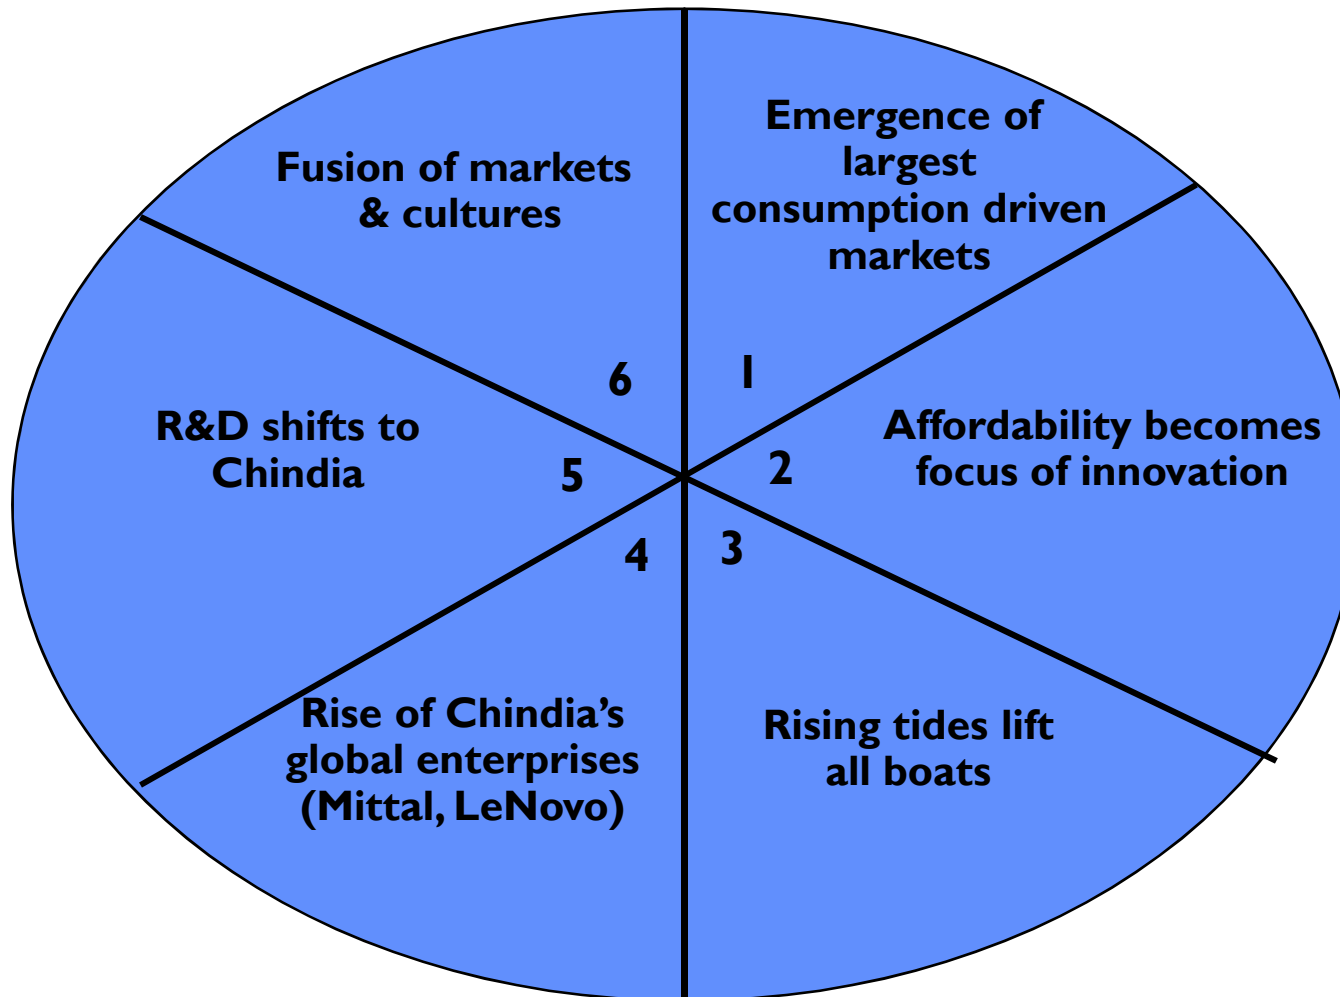 Emergence of
largest
consumption driven
markets
1
Affordability becomes
focus of innovation
2
3
Rising tides lift
all boats
4
Rise of Chindia’s
global enterprises
(Mittal, LeNovo)
5
R&D shifts to
Chindia
6
Fusion of markets
& cultures